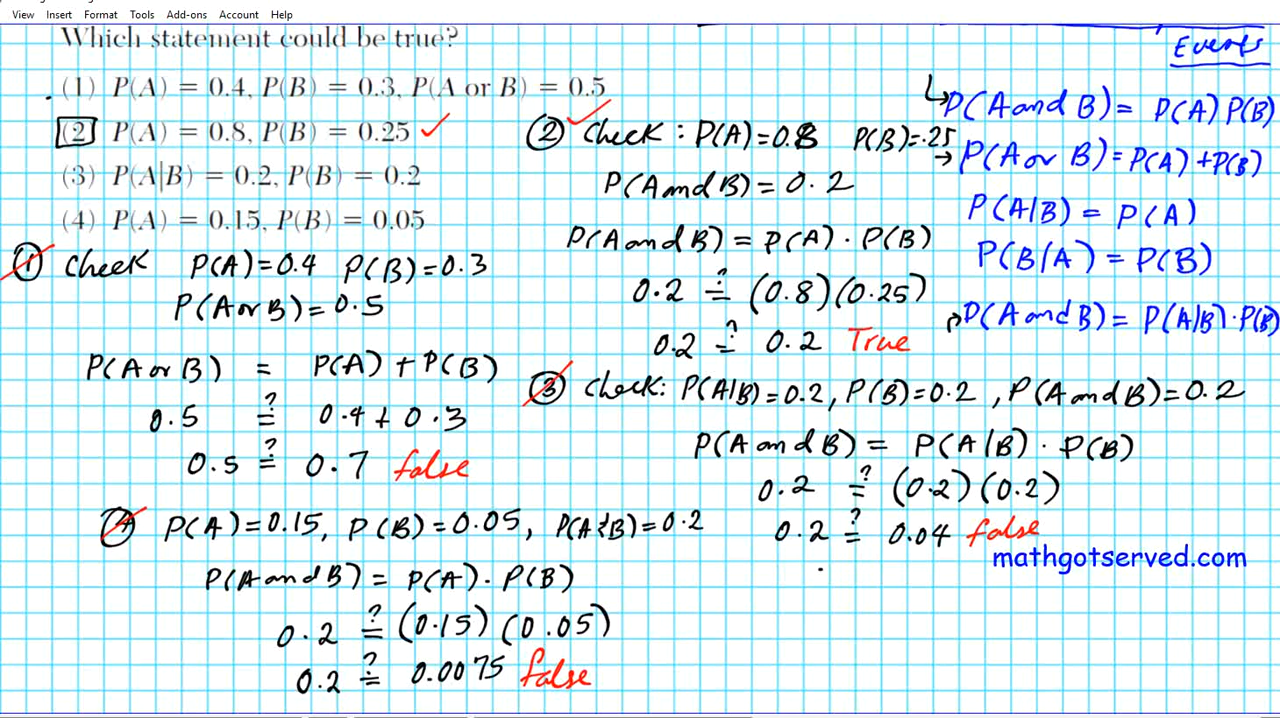 View Insert Format Tools Add-ons Account Help
Which statement could be true?
(1) P(A) = 0.4, P(B) = 0.3, P(A or B) = 0.5
(2) P(A) = 0.8, P(B) = 0.25 ✓
(3) P(A|B) = 0.2, P(B) = 0.2
(4) P(A) = 0.15, P(B) = 0.05
① check P(A)=0.4 P(B)=0.3
P(A or B)=0.5
P(A or B) = P(A) + P(B)
0.5 ≟ 0.4 + 0.3
0.5 ≟ 0.7 false
④ P(A)=0.15, P(B)=0.05, P(A&B)=0.2
P(A and B) = P(A) · P(B)
0.2 ≟ (0.15)(0.05)
0.2 ≟ 0.0075 false
② ✓ check : P(A)=0.8 P(B)=.25
P(A and B) = 0.2
P(A and B) = P(A) · P(B)
0.2 ≟ (0.8)(0.25)
0.2 ≟ 0.2 True
③ check: P(A|B)=0.2, P(B)=0.2, P(A and B)=0.2
P(A and B) = P(A|B) · P(B)
0.2 ≟ (0.2)(0.2)
0.2 ≟ 0.04 false
mathgotserved.com
Events
↳ P(A and B) = P(A) P(B)
→ P(A or B) = P(A) + P(B)
P(A|B) = P(A)
P(B/A) = P(B)
P(A and B) = P(A|B) · P(B)